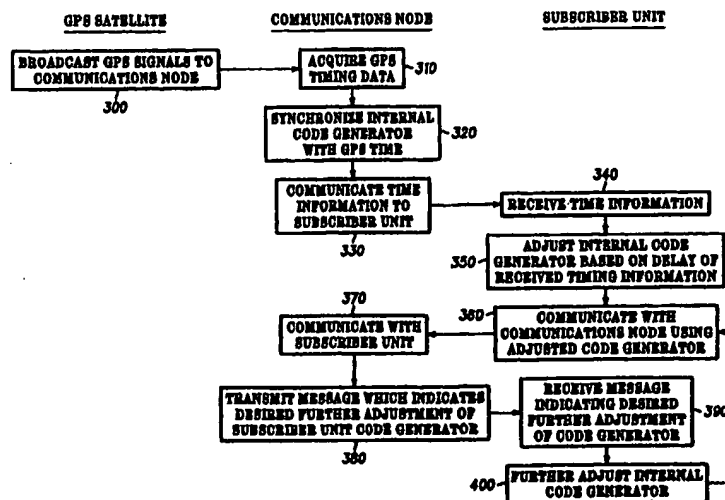 GPS SATELLITE
COMMUNICATIONS NODE
SUBSCRIBER UNIT
BROADCAST GPS SIGNALS TO
COMMUNICATIONS NODE
300
ACQUIRE GPS
TIMING DATA
310
SYNCHRONIZE INTERNAL
CODE GENERATOR
WITH GPS TIME
320
COMMUNICATE TIME
INFORMATION TO
SUBSCRIBER UNIT
330
340
RECEIVE TIME INFORMATION
350
ADJUST INTERNAL CODE
GENERATOR BASED ON DELAY OF
RECEIVED TIMING INFORMATION
360
COMMUNICATE WITH
COMMUNICATIONS NODE USING
ADJUSTED CODE GENERATOR
370
COMMUNICATE WITH
SUBSCRIBER UNIT
TRANSMIT MESSAGE WHICH INDICATES
DESIRED FURTHER ADJUSTMENT OF
SUBSCRIBER UNIT CODE GENERATOR
380
RECEIVE MESSAGE
INDICATING DESIRED
FURTHER ADJUSTMENT
OF CODE GENERATOR
390
400
FURTHER ADJUST INTERNAL
CODE GENERATOR